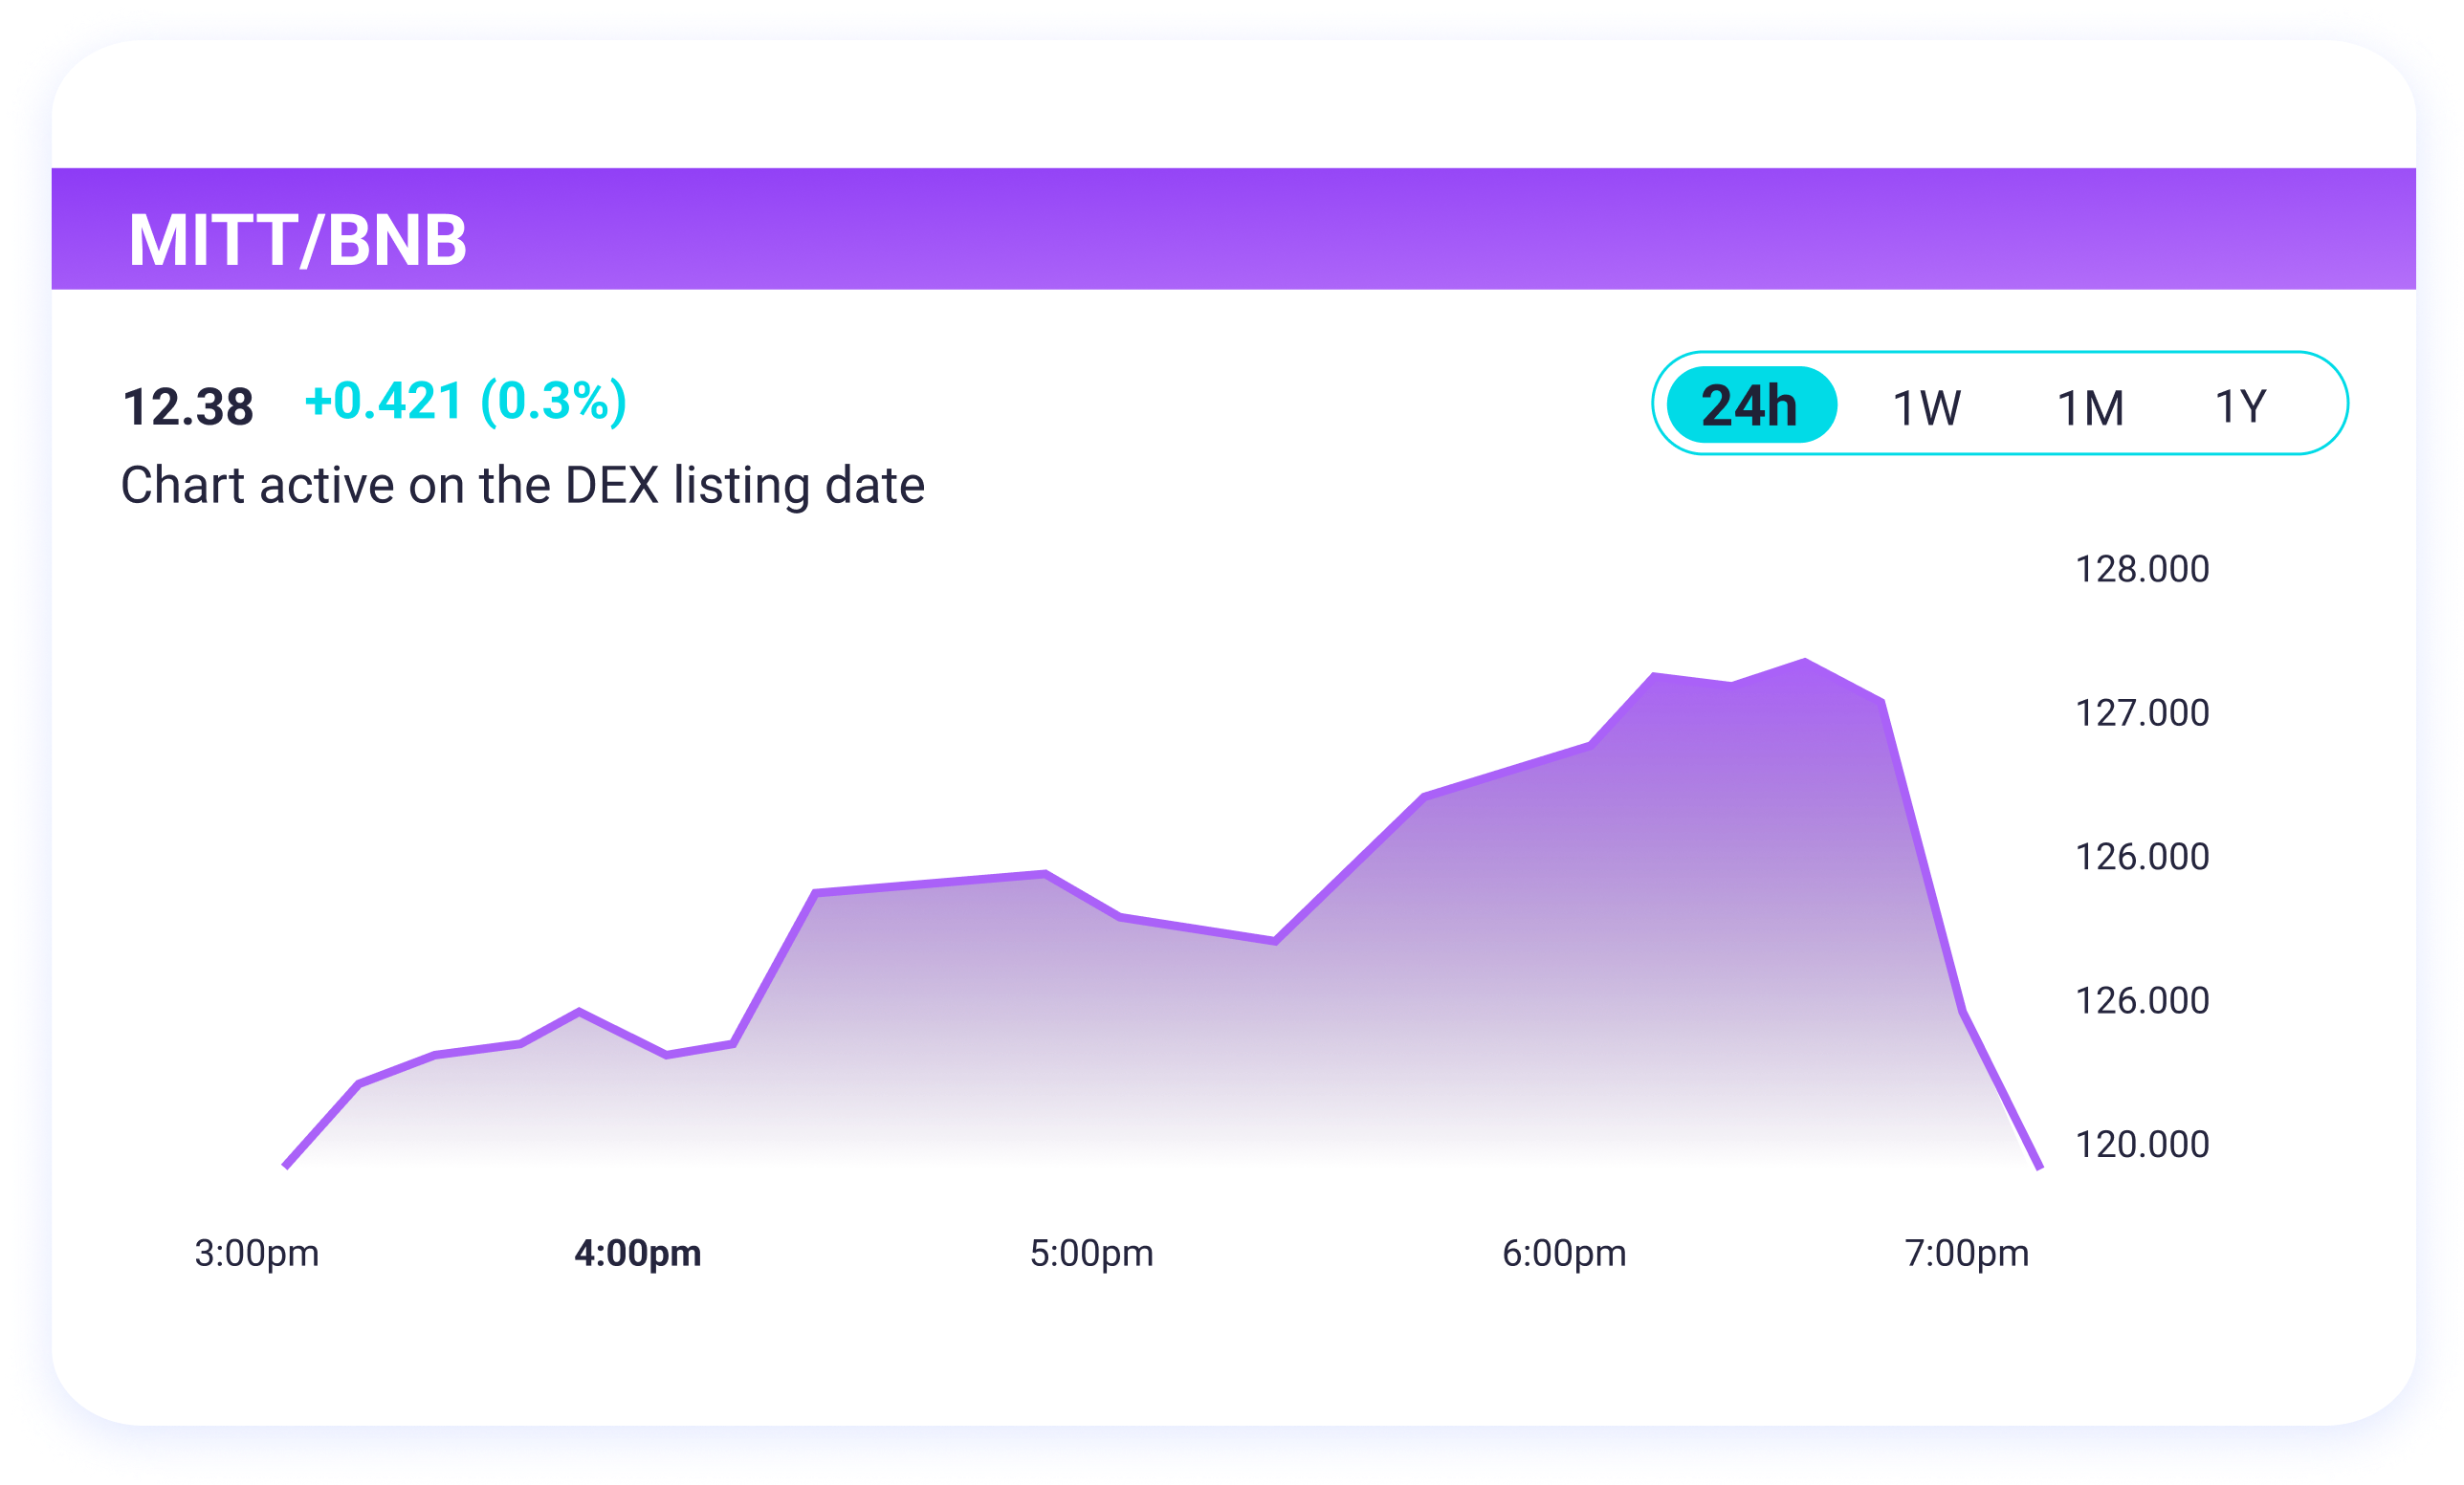 MITT/BNB
12.38 +0.421 (0.3%)
24h 1W 1M 1Y
Chart active on the DEX listing date
128.000
127.000
126.000
126.000
120.000
3:00pm 4:00pm 5:00pm 6:00pm 7:00pm